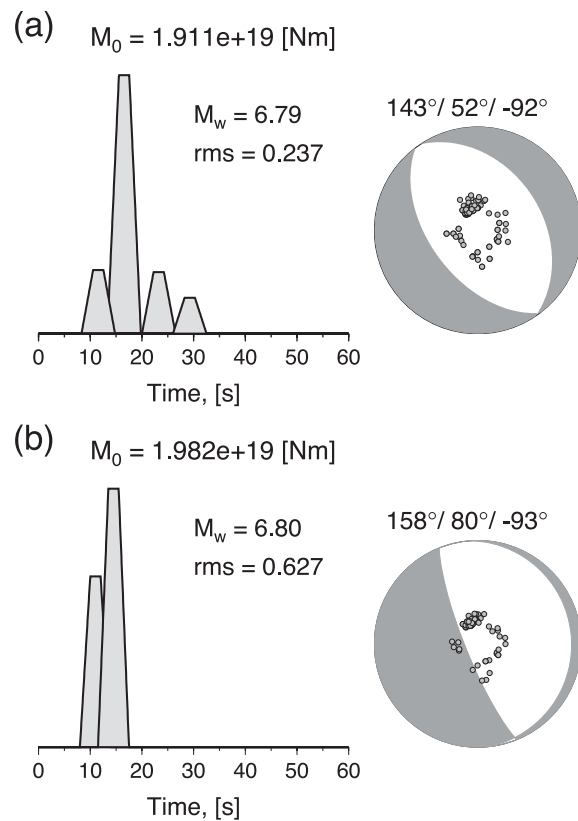 (a)
M₀ = 1.911e+19 [Nm]
M_w = 6.79
rms = 0.237
143°/ 52°/ -92°
0 10 20 30 40 50 60
Time, [s]
(b)
M₀ = 1.982e+19 [Nm]
M_w = 6.80
rms = 0.627
158°/ 80°/ -93°
0 10 20 30 40 50 60
Time, [s]